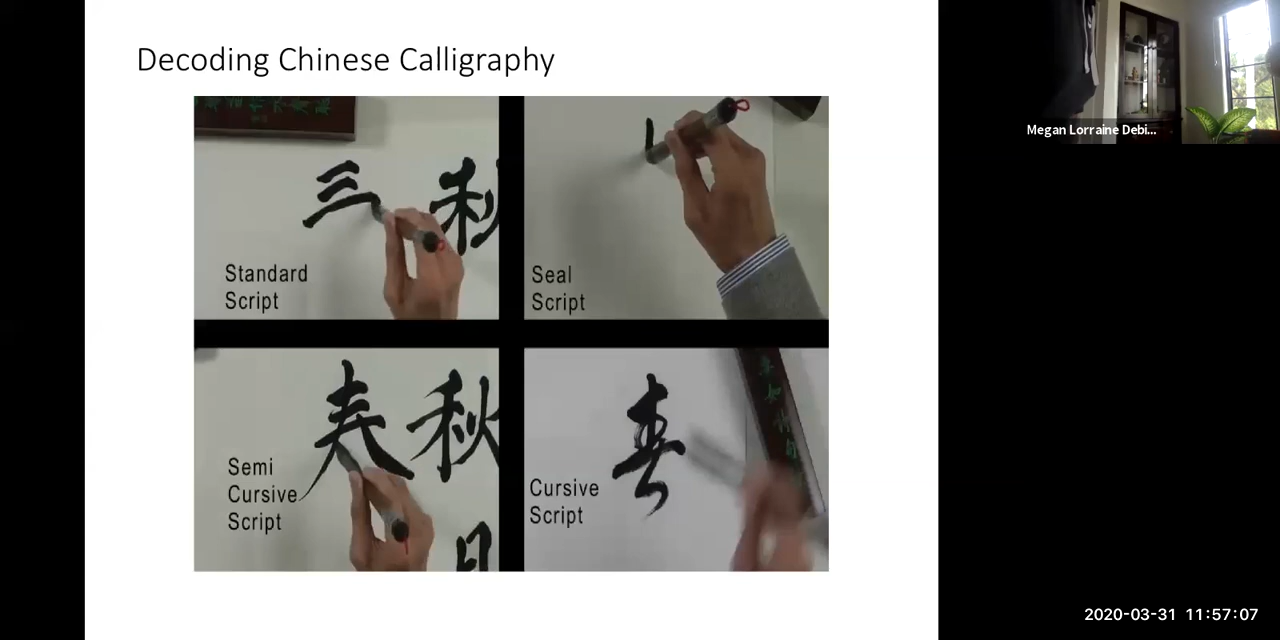 Decoding Chinese Calligraphy
Megan Lorraine Debi...
三 秋
Standard
Script
Seal
Script
秋
Semi
Cursive
Script
春
Cursive
Script
2020-03-31 11:57:07